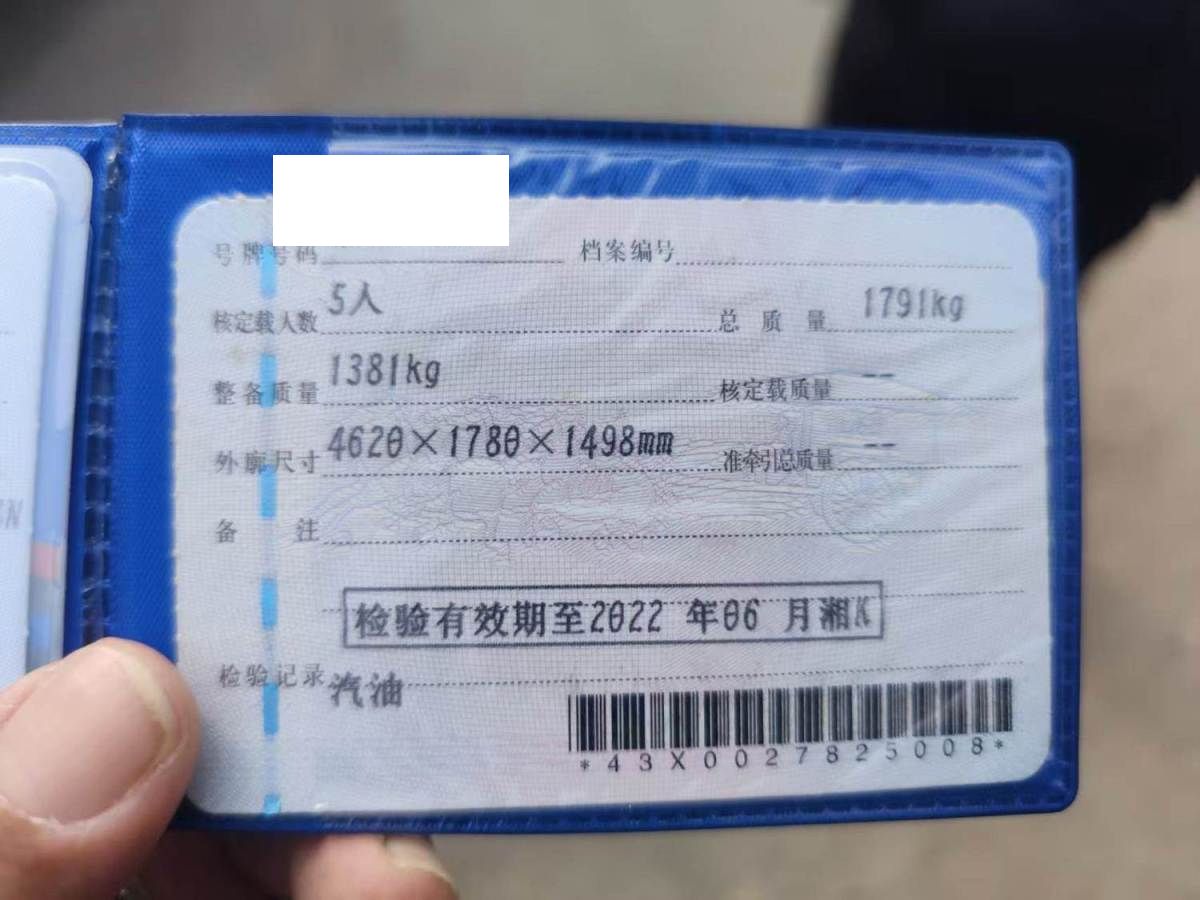 号牌号码 档案编号
核定载人数 5人 总质量 1791kg
整备质量 1381kg 核定载质量 --
外廓尺寸 4620×1780×1498mm 准牵引总质量 --
备注
检验有效期至2022 年06 月湘K
检验记录 汽油
*43X0027825008*